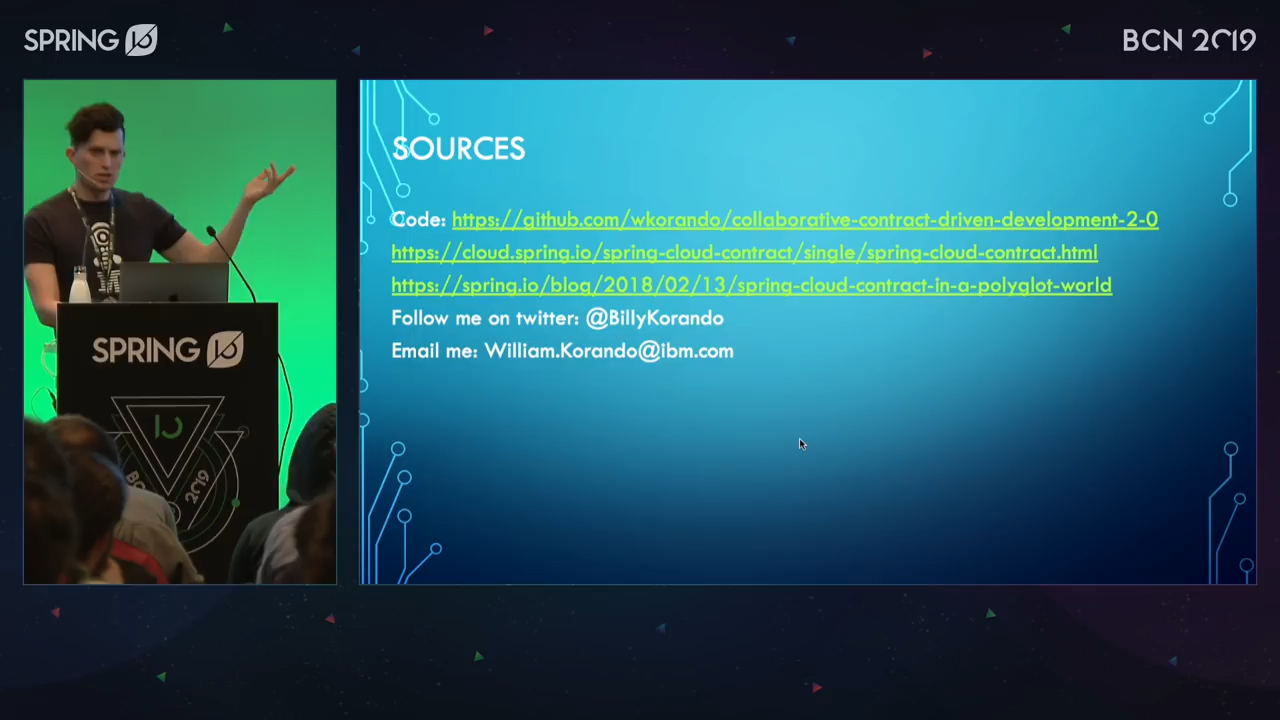 SPRING IO
BCN 2019
SOURCES
Code: https://github.com/wkorando/collaborative-contract-driven-development-2-0
https://cloud.spring.io/spring-cloud-contract/single/spring-cloud-contract.html
https://spring.io/blog/2018/02/13/spring-cloud-contract-in-a-polyglot-world
Follow me on twitter: @BillyKorando
Email me: William.Korando@ibm.com
SPRING IO
IO
2019